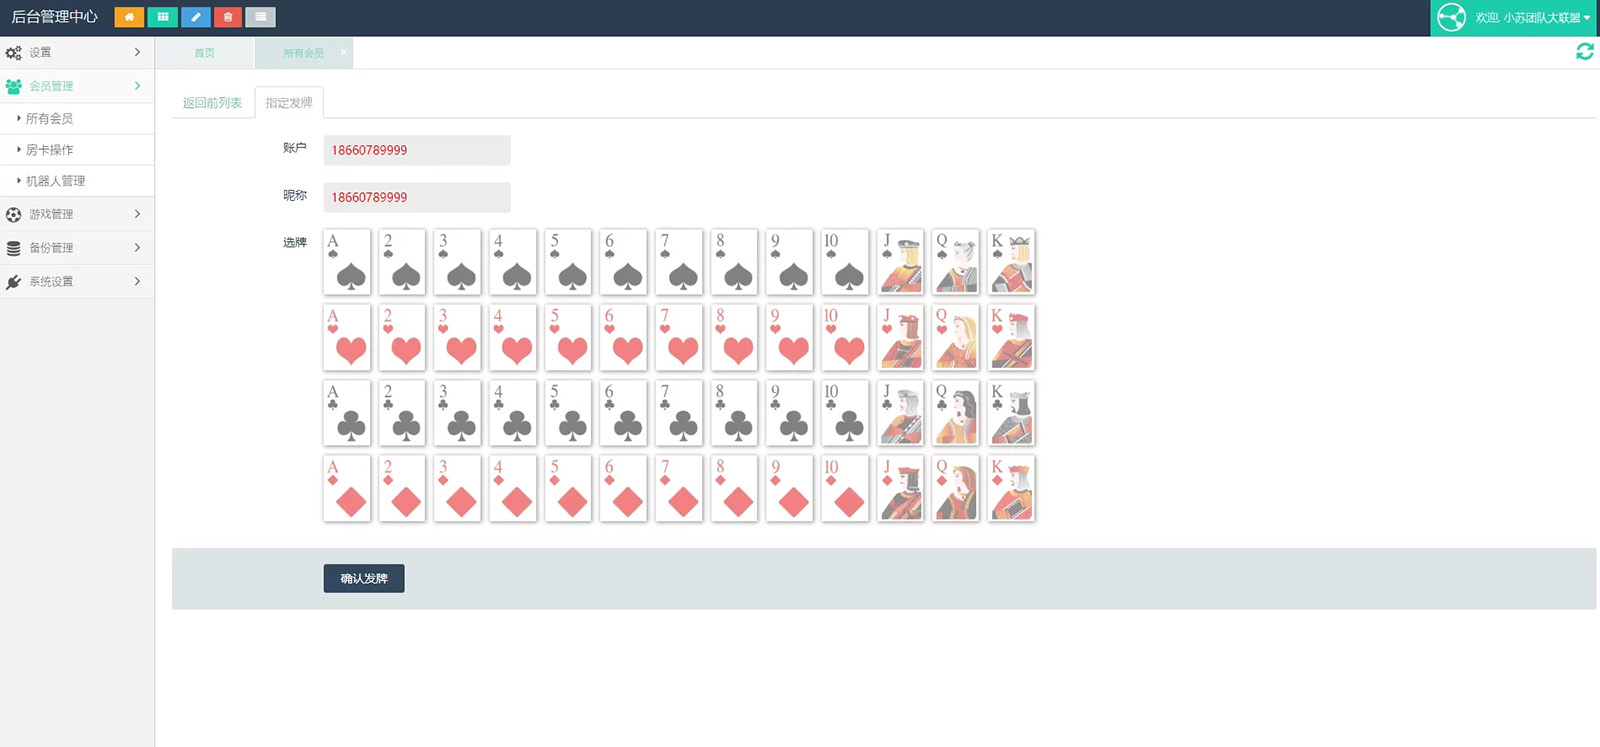 后台管理中心
欢迎, 小苏团队大联盟
设置
会员管理
所有会员
房卡操作
机器人管理
游戏管理
备份管理
系统设置
首页 所有会员 ×
返回前列表 指定发牌
账户 18660789999
昵称 18660789999
选牌
A 2 3 4 5 6 7 8 9 10 J Q K
A 2 3 4 5 6 7 8 9 10 J Q K
A 2 3 4 5 6 7 8 9 10 J Q K
A 2 3 4 5 6 7 8 9 10 J Q K
确认发牌